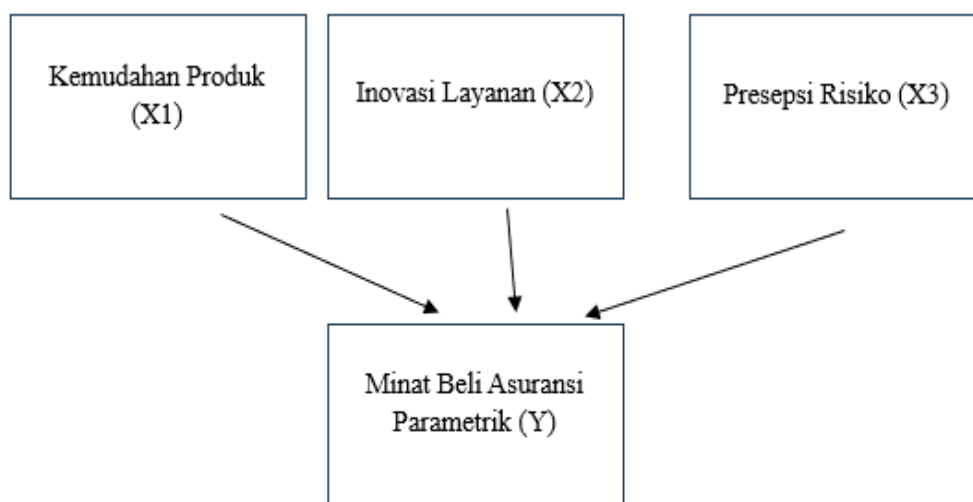 Kemudahan Produk
(X1)
Inovasi Layanan (X2)
Presepsi Risiko (X3)
Minat Beli Asuransi
Parametrik (Y)